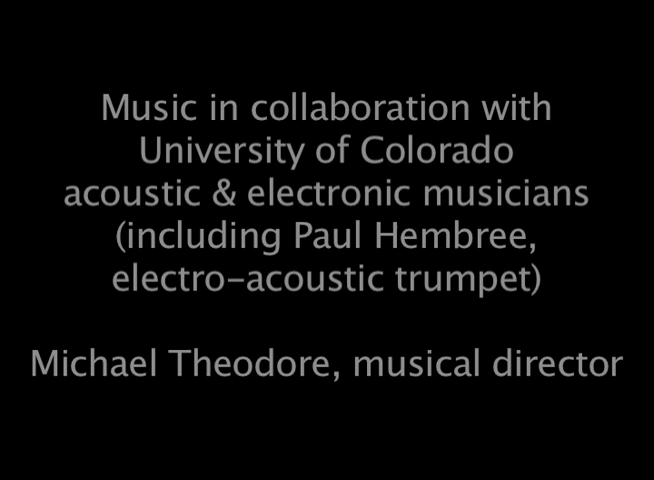 Music in collaboration with
University of Colorado
acoustic & electronic musicians
(including Paul Hembree,
electro-acoustic trumpet)
Michael Theodore, musical director